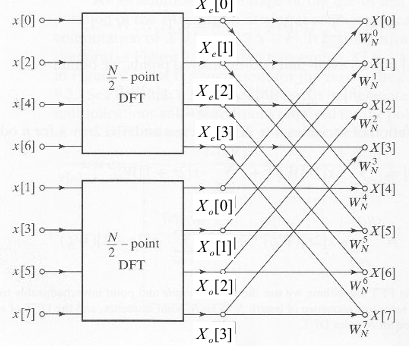 X_e[0]
x[0] X[0]
W_N^0
X_e[1]
x[2] X[1]
W_N^1
N/2 – point
DFT
X_e[2]
x[4] X[2]
W_N^2
X_e[3]
x[6] X[3]
W_N^3
x[1] X[4]
X_o[0]
W_N^4
x[3] X[5]
N/2 – point
DFT
X_o[1]
W_N^5
x[5] X[6]
X_o[2]
W_N^6
x[7] X[7]
X_o[3]
W_N^7